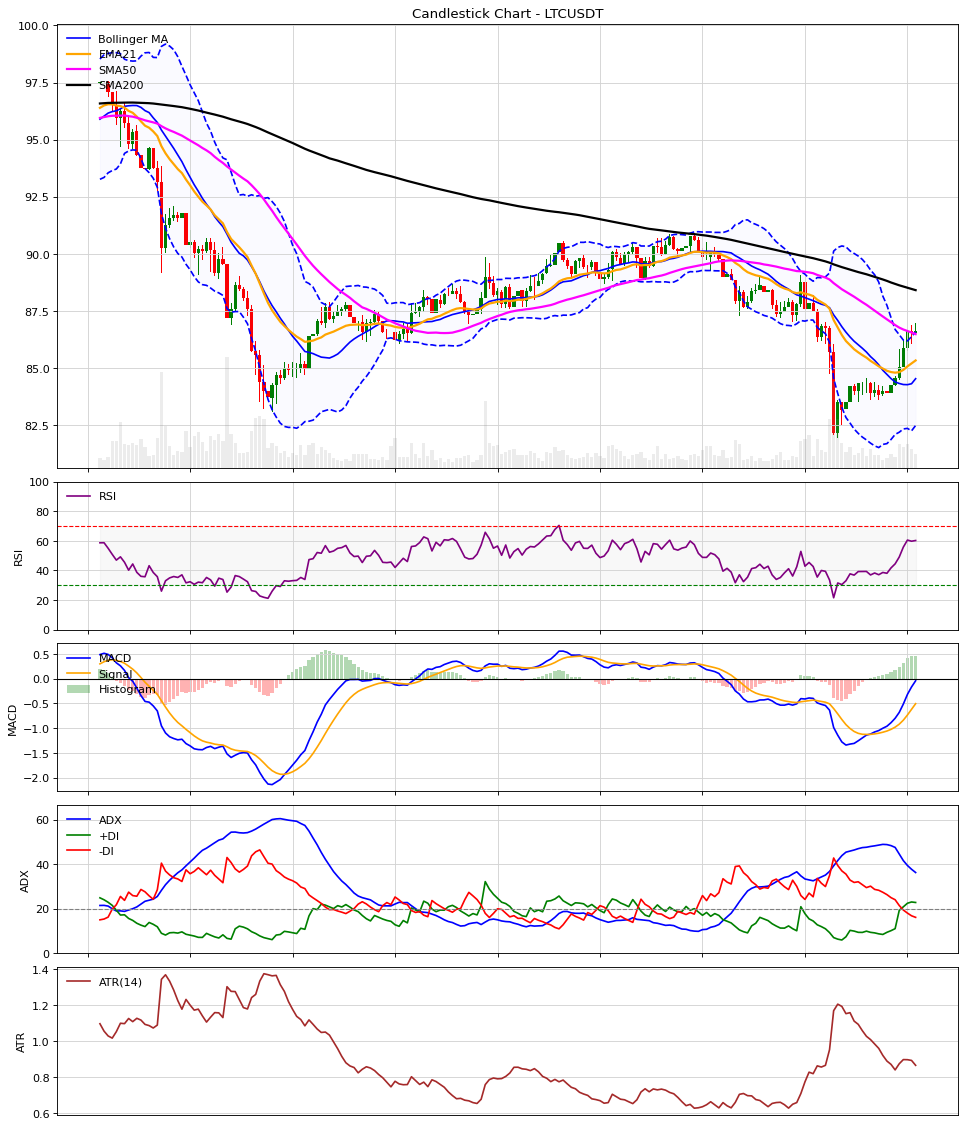 Candlestick Chart - LTCUSDT
100.0
97.5
95.0
92.5
90.0
87.5
85.0
82.5
Bollinger MA
EMA21
SMA50
SMA200
100
80
60
40
20
0
RSI
RSI
0.5
0.0
−0.5
−1.0
−1.5
−2.0
MACD
MACD
Signal
Histogram
60
40
20
0
ADX
ADX
+DI
-DI
1.4
1.2
1.0
0.8
0.6
ATR
ATR(14)